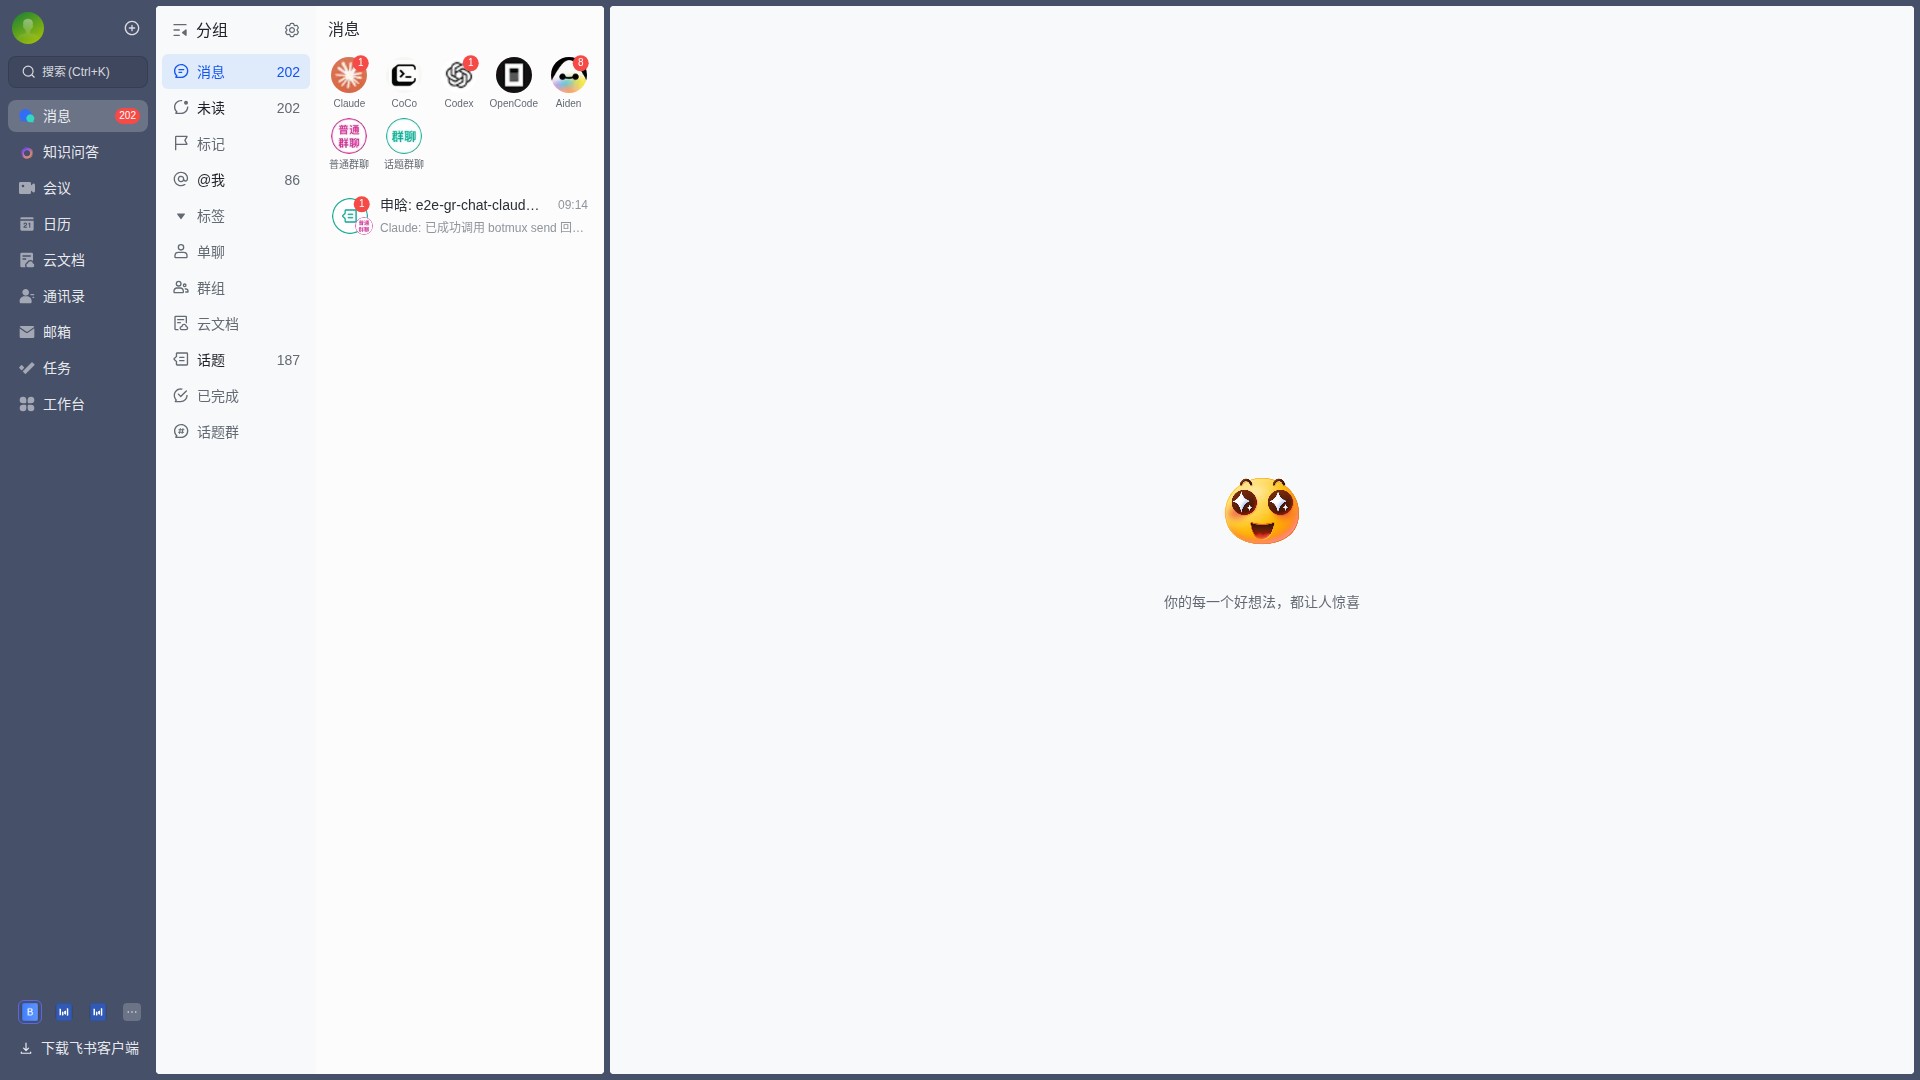 搜索 (Ctrl+K)
消息 202
知识问答
会议
日历
云文档
通讯录
邮箱
任务
工作台
B
下载飞书客户端
分组
消息 202
未读 202
标记
@我 86
标签
单聊
群组
云文档
话题 187
已完成
话题群
消息
1 1 8
Claude CoCo Codex OpenCode Aiden
普通
群聊
群聊
普通群聊 话题群聊
1
申晗: e2e-gr-chat-claud... 09:14
普通
群聊
Claude: 已成功调用 botmux send 回...
你的每一个好想法，都让人惊喜